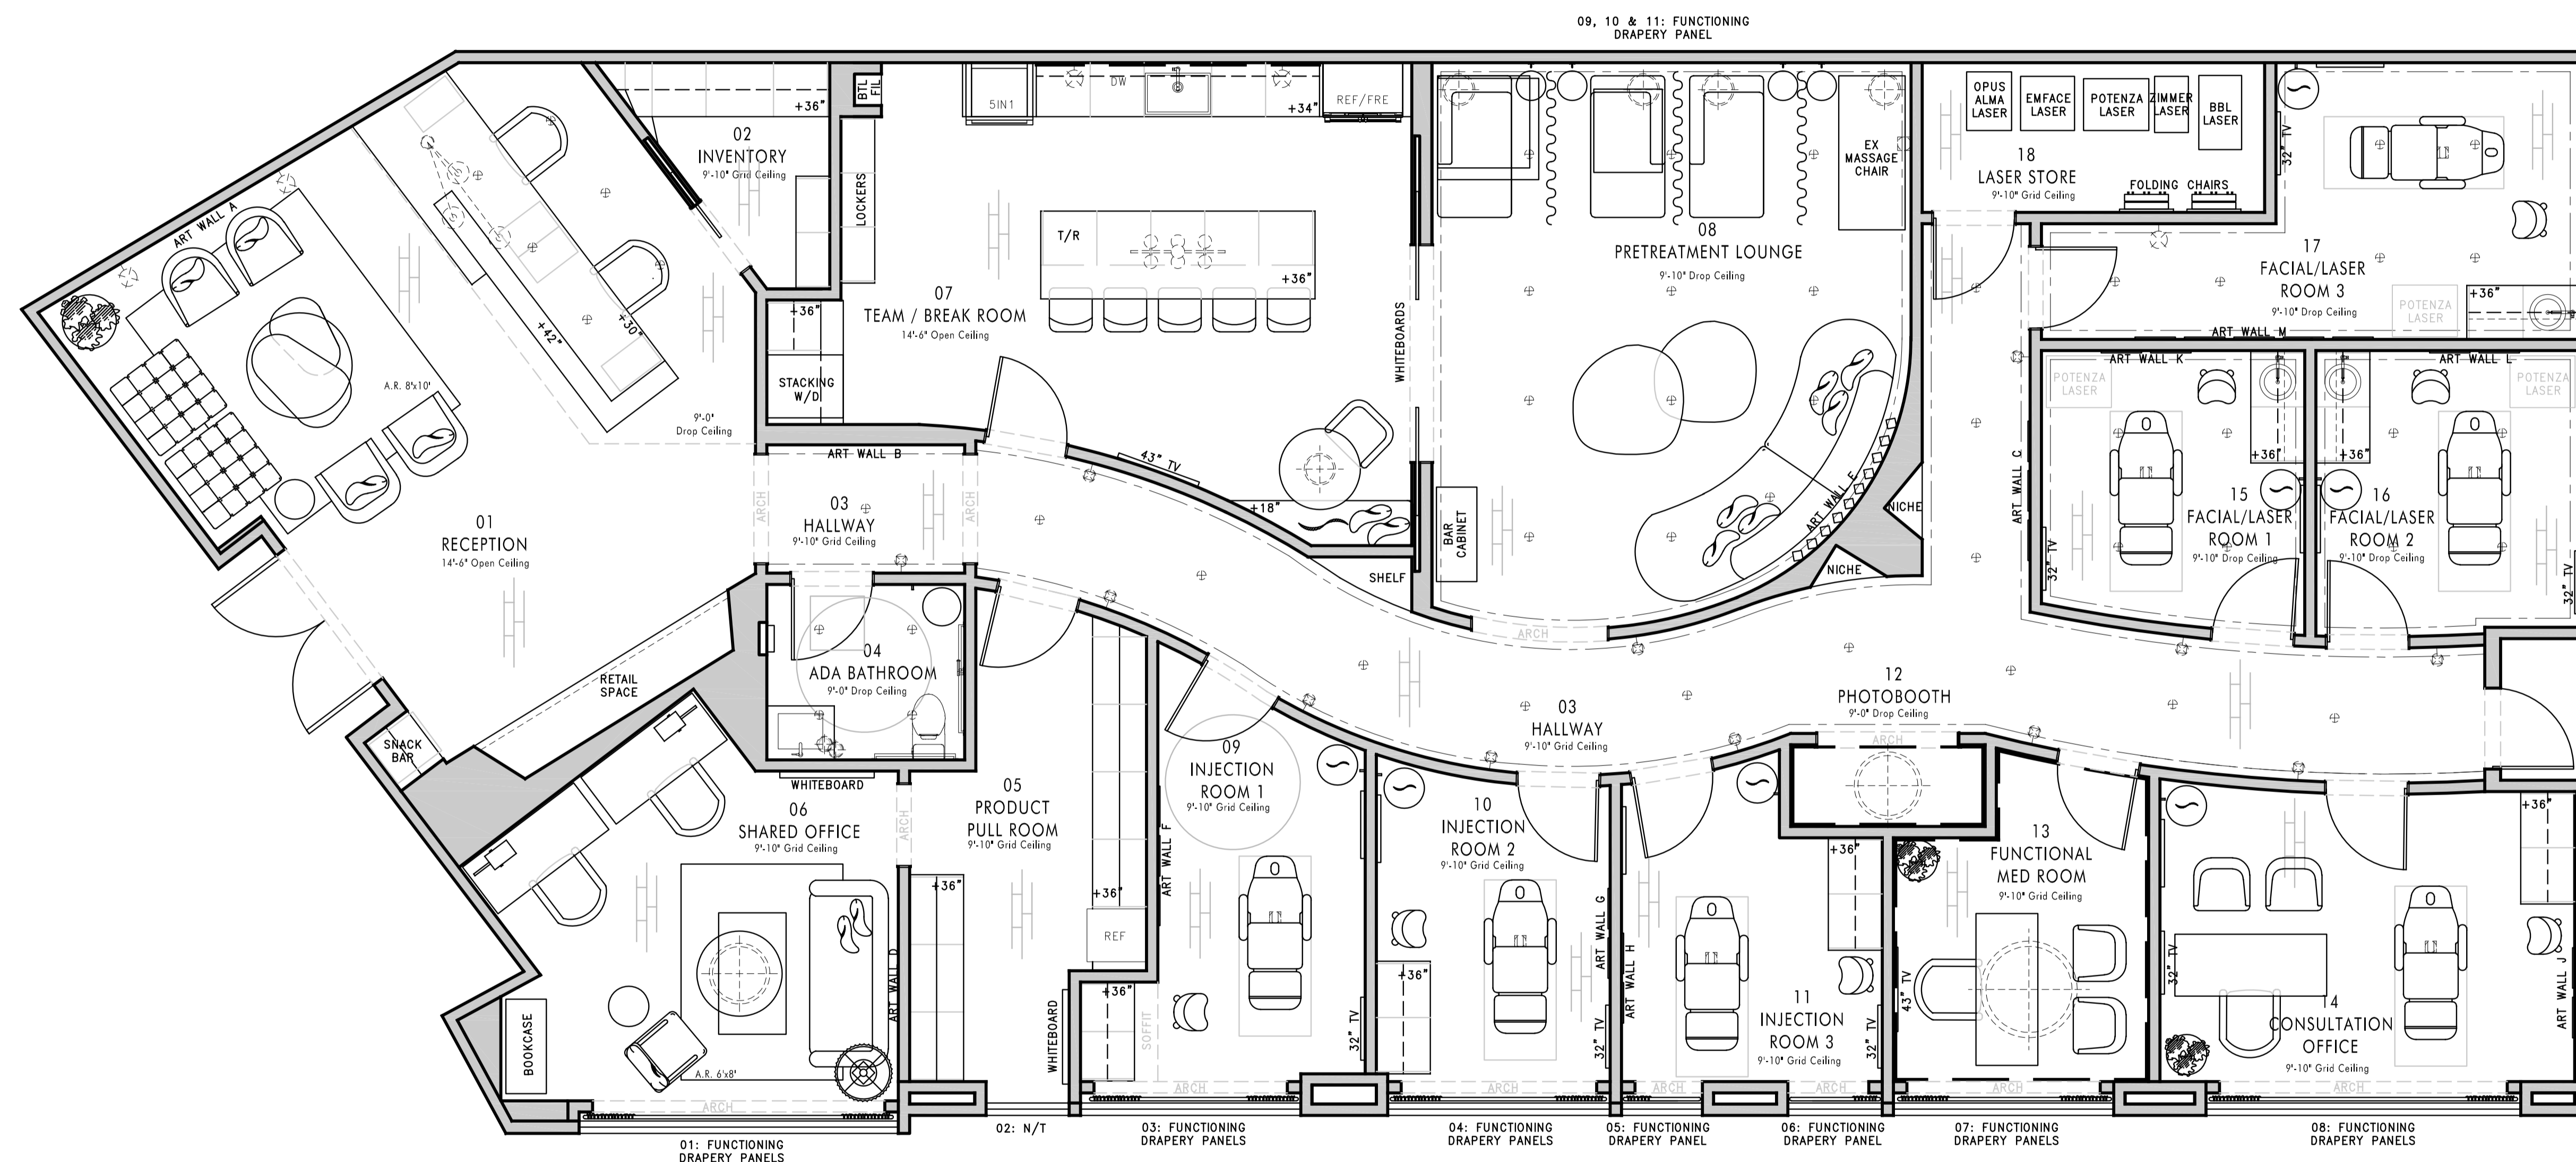 09, 10 & 11: FUNCTIONING
DRAPERY PANEL
ART WALL A
A.R. 8'x10'
+42"
+30"
9'-0"
Drop Ceiling
01
RECEPTION
14'-6" Open Ceiling
RETAIL
SPACE
SNACK
BAR
+36"
02
INVENTORY
9'-10" Grid Ceiling
BTL
FIL
LOCKERS
5IN1
DW
+34"
REF/FRE
T/R
+36"
07
TEAM / BREAK ROOM
14'-6" Open Ceiling
+36"
STACKING
W/D
WHITEBOARDS
43" TV
+18"
SHELF
ART WALL B
ARCH
ARCH
03
HALLWAY
9'-10" Grid Ceiling
EX
MASSAGE
CHAIR
08
PRETREATMENT LOUNGE
9'-10" Drop Ceiling
BAR
CABINET
ART WALL E
NICHE
NICHE
ARCH
OPUS
ALMA
LASER
EMFACE
LASER
POTENZA
LASER
ZIMMER
LASER
BBL
LASER
18
LASER STORE
9'-10" Grid Ceiling
FOLDING CHAIRS
32" TV
17
FACIAL/LASER
ROOM 3
9'-10" Drop Ceiling
POTENZA
LASER
+36"
ART WALL M
ART WALL K
ART WALL L
POTENZA
LASER
POTENZA
LASER
ART WALL C
+36"
+36"
15
FACIAL/LASER
ROOM 1
9'-10" Drop Ceiling
16
FACIAL/LASER
ROOM 2
9'-10" Drop Ceiling
32" TV
32" TV
04
ADA BATHROOM
9'-0" Drop Ceiling
WHITEBOARD
06
SHARED OFFICE
9'-10" Grid Ceiling
ARCH
ART WALL D
A.R. 6'x8'
BOOKCASE
ARCH
05
PRODUCT
PULL ROOM
9'-10" Grid Ceiling
+36"
+36"
REF
WHITEBOARD
09
INJECTION
ROOM 1
9'-10" Grid Ceiling
ART WALL F
+36"
SOFFIT
32" TV
ARCH
03
HALLWAY
9'-10" Grid Ceiling
10
INJECTION
ROOM 2
9'-10" Grid Ceiling
+36"
ART WALL G
32" TV
ARCH
ART WALL H
+36"
11
INJECTION
ROOM 3
9'-10" Grid Ceiling
32" TV
ARCH
ARCH
12
PHOTOBOOTH
9'-0" Drop Ceiling
ARCH
13
FUNCTIONAL
MED ROOM
9'-10" Grid Ceiling
43" TV
ARCH
+36"
32" TV
14
CONSULTATION
OFFICE
9'-10" Grid Ceiling
ART WALL J
ARCH
01: FUNCTIONING
DRAPERY PANELS
02: N/T
03: FUNCTIONING
DRAPERY PANELS
04: FUNCTIONING
DRAPERY PANELS
05: FUNCTIONING
DRAPERY PANEL
06: FUNCTIONING
DRAPERY PANEL
07: FUNCTIONING
DRAPERY PANELS
08: FUNCTIONING
DRAPERY PANELS